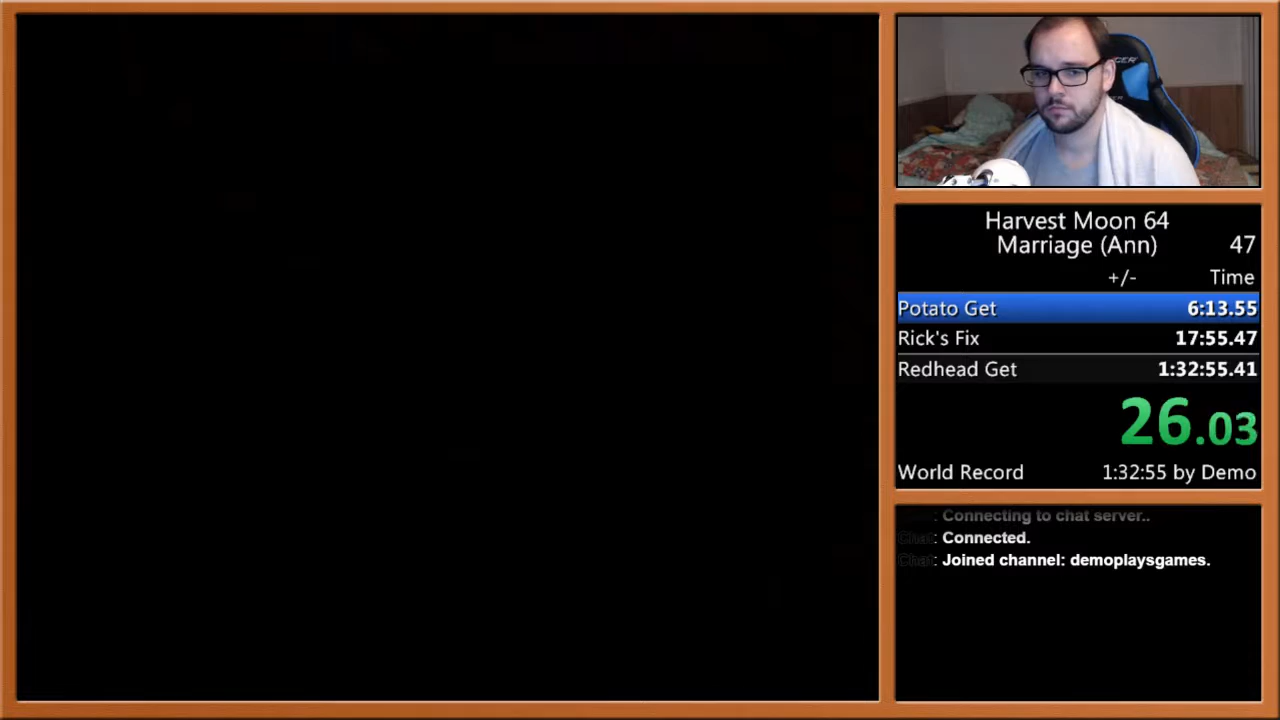 Harvest Moon 64
Marriage (Ann) 47
+/- Time
Potato Get 6:13.55
Rick's Fix 17:55.47
Redhead Get 1:32:55.41
26.03
World Record 1:32:55 by Demo
: Connecting to chat server..
Chat: Connected.
Chat: Joined channel: demoplaysgames.